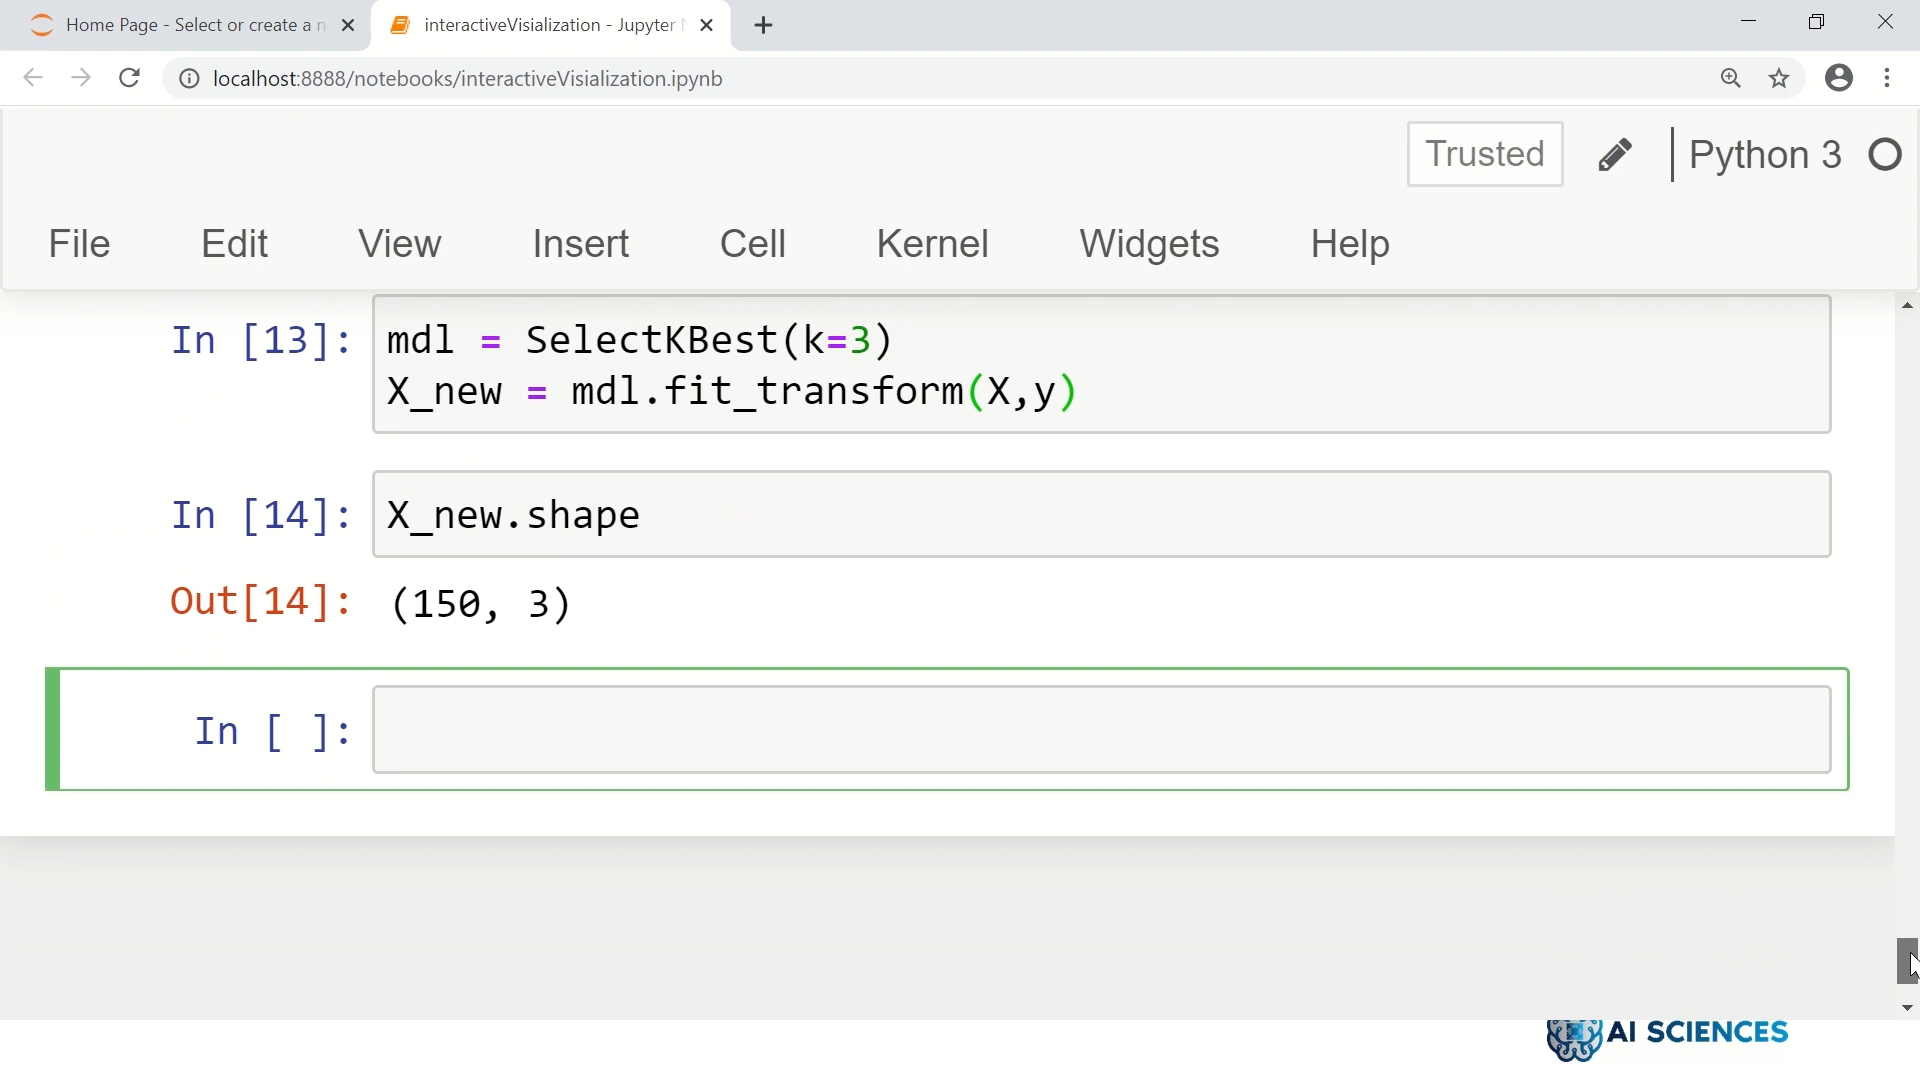 Home Page - Select or create a n
interactiveVisialization - Jupyter
localhost:8888/notebooks/interactiveVisialization.ipynb
Trusted
Python 3
File Edit View Insert Cell Kernel Widgets Help
In [13]: mdl = SelectKBest(k=3)
X_new = mdl.fit_transform(X,y)
In [14]: X_new.shape
Out[14]: (150, 3)
In [ ]:
AI SCIENCES